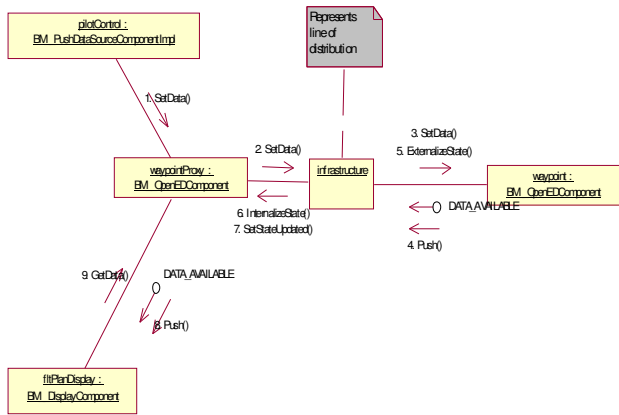 pilotControl :
BM_PushDataSourceComponentImpl
Represents
line of
distribution
1. SetData()
2. SetData()
3. SetData()
5. ExternalizeState()
waypointProxy :
BM_OpenEDComponent
infrastructure
waypoint :
BM_OpenEDComponent
6. InternalizeState()
7. SetStateUpdated()
DATA_AVAILABLE
4. Push()
9. GetData()
DATA_AVAILABLE
8. Push()
fltPlanDisplay :
BM_DisplayComponent